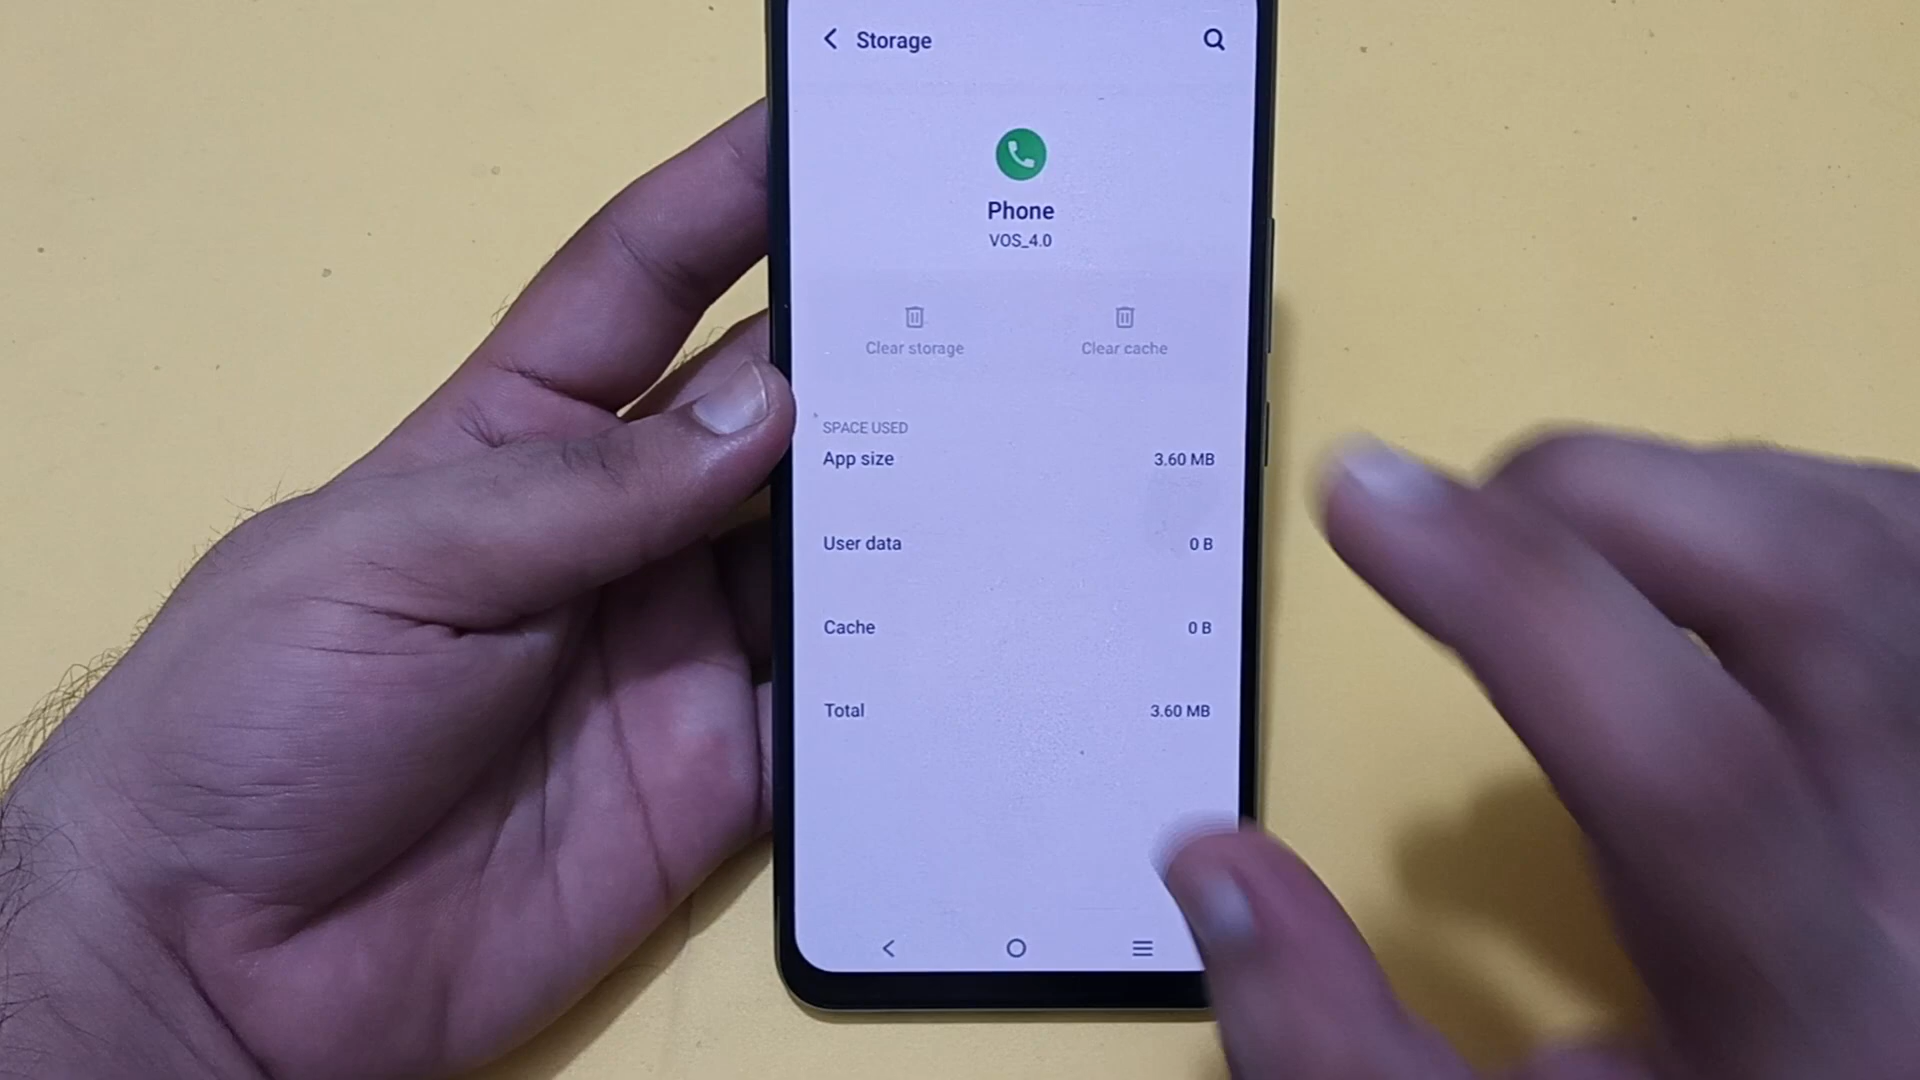 Storage
Phone
VOS_4.0
Clear storage
Clear cache
SPACE USED
App size 3.60 MB
User data 0 B
Cache 0 B
Total 3.60 MB